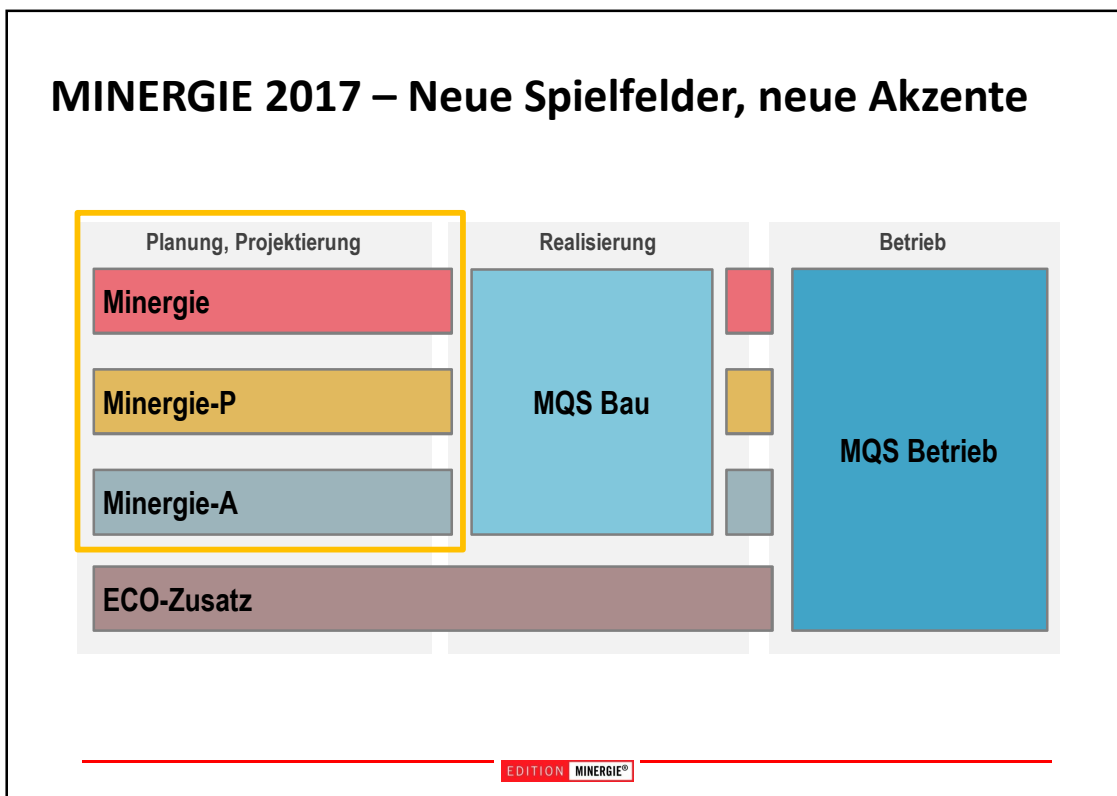 MINERGIE 2017 – Neue Spielfelder, neue Akzente
Planung, Projektierung
Realisierung
Betrieb
Minergie
Minergie-P
MQS Bau
MQS Betrieb
Minergie-A
ECO-Zusatz
EDITION MINERGIE®